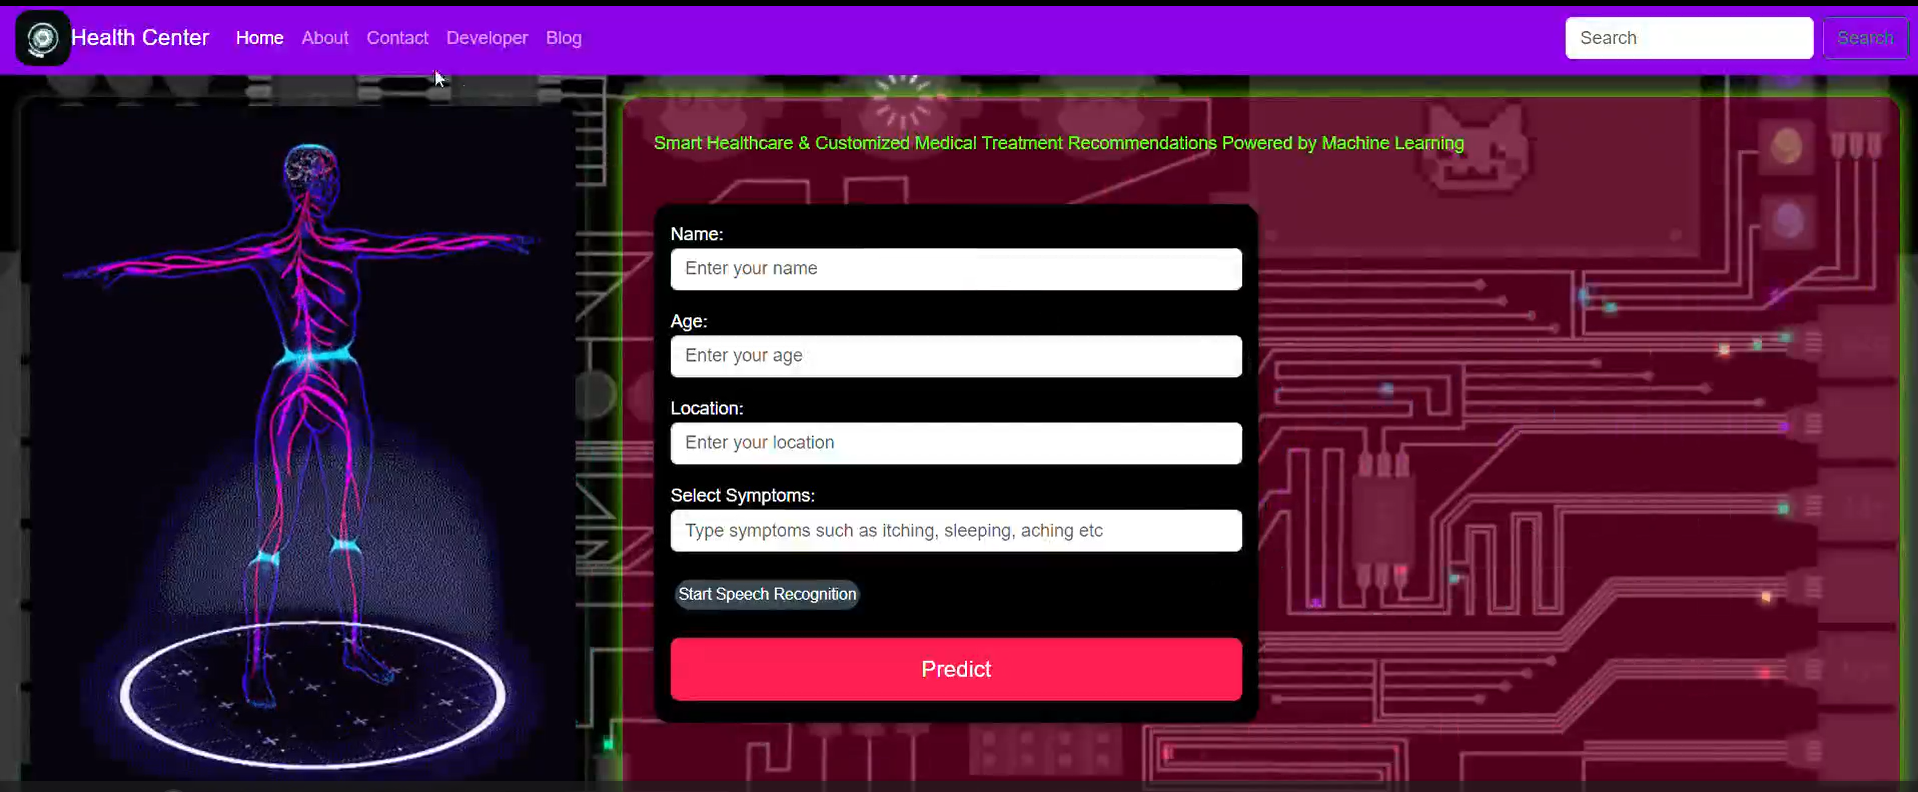 Health Center Home About Contact Developer Blog Search Search
Smart Healthcare & Customized Medical Treatment Recommendations Powered by Machine Learning
Name:
Enter your name
Age:
Enter your age
Location:
Enter your location
Select Symptoms:
Type symptoms such as itching, sleeping, aching etc
Start Speech Recognition
Predict